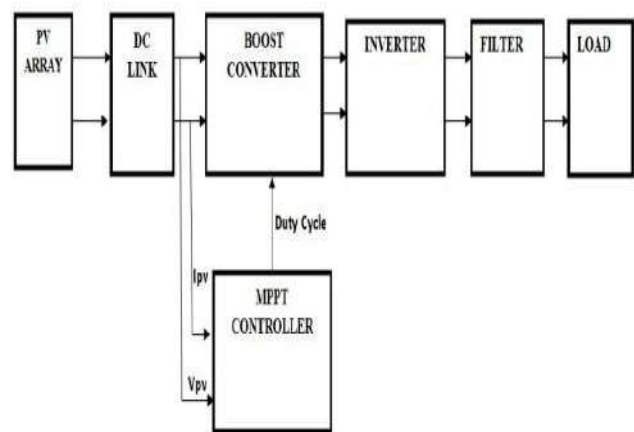 PV
ARRAY
DC
LINK
BOOST
CONVERTER
INVERTER
FILTER
LOAD
Duty Cycle
Ipv
MPPT
CONTROLLER
Vpv